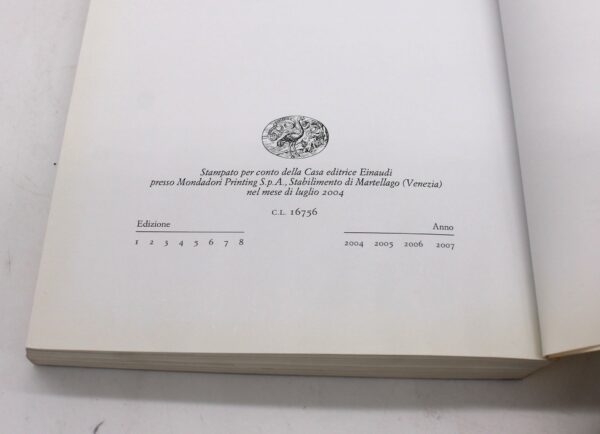 Stampato per conto della Casa editrice Einaudi
presso Mondadori Printing S.p.A., Stabilimento di Martellago (Venezia)
nel mese di luglio 2004
C.L. 16756
Edizione Anno
1 2 3 4 5 6 7 8 2004 2005 2006 2007